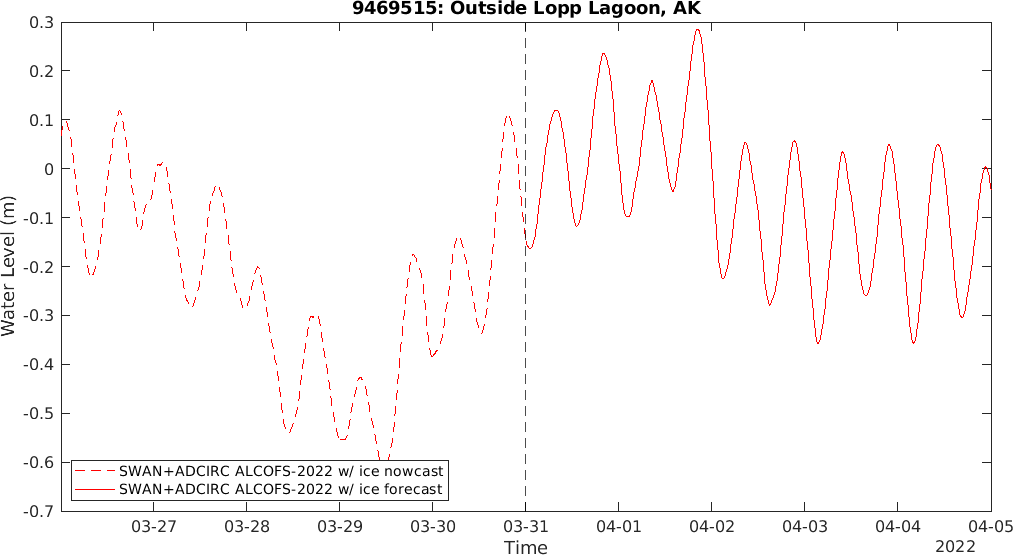 9469515: Outside Lopp Lagoon, AK
0.3
0.2
0.1
0
-0.1
-0.2
-0.3
-0.4
-0.5
-0.6
-0.7
Water Level (m)
SWAN+ADCIRC ALCOFS-2022 w/ ice nowcast
SWAN+ADCIRC ALCOFS-2022 w/ ice forecast
03-27 03-28 03-29 03-30 03-31 04-01 04-02 04-03 04-04 04-05
Time
2022